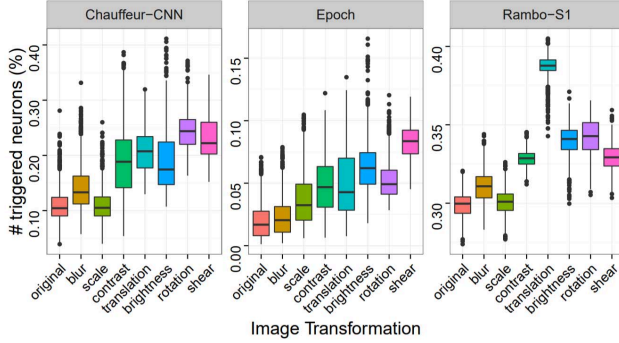 Chauffeur-CNN
Epoch
Rambo-S1
# triggered neurons (%)
0.40
0.30
0.20
0.10
0.15
0.10
0.05
0.00
0.40
0.35
0.30
original
blur
scale
contrast
translation
brightness
rotation
shear
original
blur
scale
contrast
translation
brightness
rotation
shear
original
blur
scale
contrast
translation
brightness
rotation
shear
Image Transformation